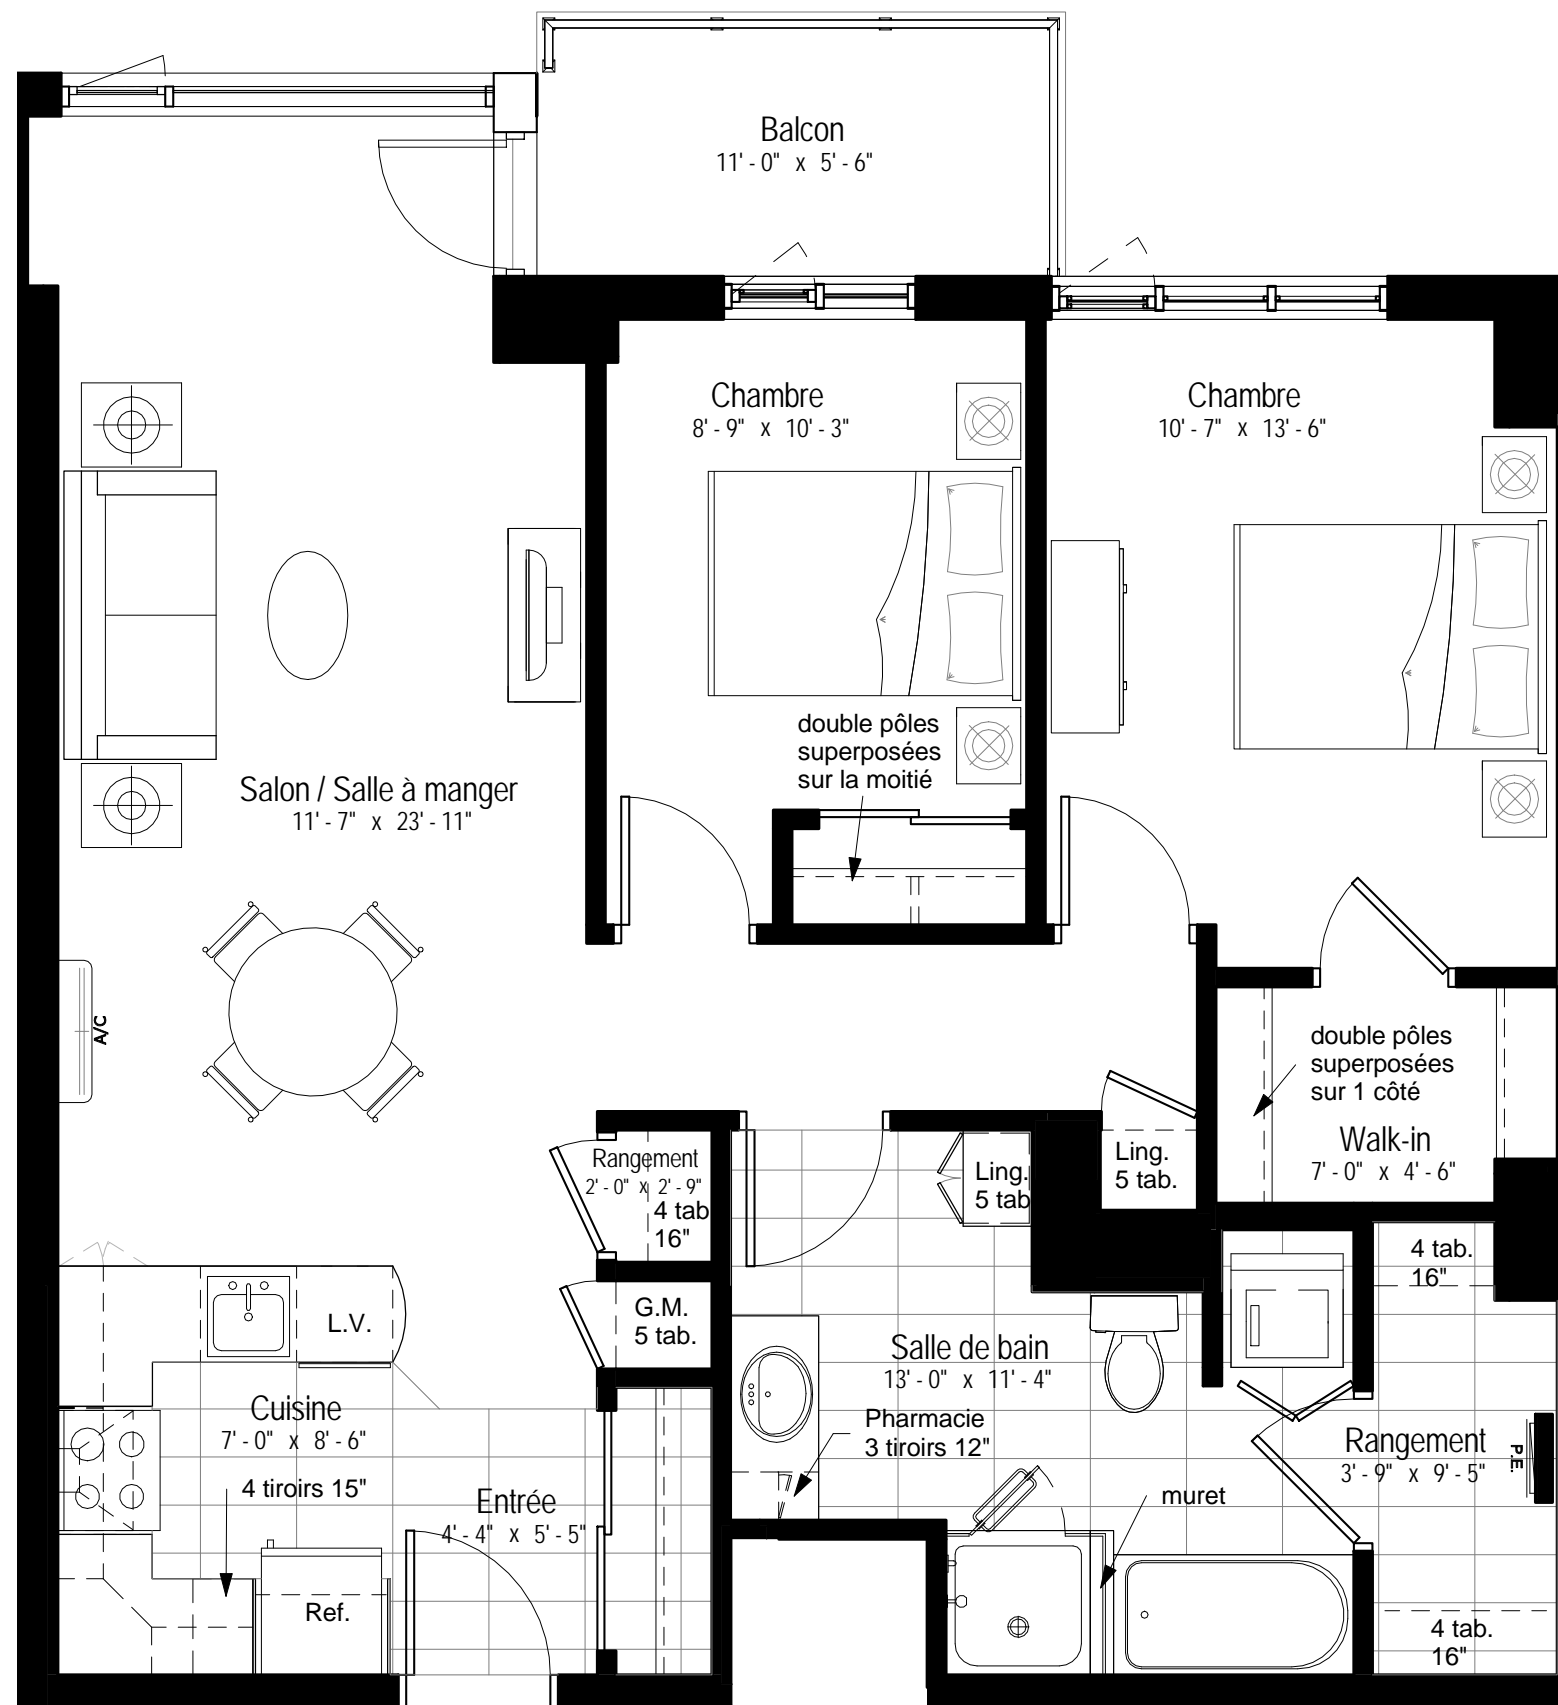 Balcon
11' - 0" x 5' - 6"
Chambre
8' - 9" x 10' - 3"
Chambre
10' - 7" x 13' - 6"
double pôles
superposées
sur la moitié
Salon / Salle à manger
11' - 7" x 23' - 11"
A/C
double pôles
superposées
sur 1 côté
Walk-in
7' - 0" x 4' - 6"
Rangement
2' - 0" x 2' - 9"
4 tab
16"
Ling.
5 tab
Ling.
5 tab.
4 tab.
16"
G.M.
5 tab.
L.V.
Salle de bain
13' - 0" x 11' - 4"
Cuisine
7' - 0" x 8' - 6"
Pharmacie
3 tiroirs 12"
Rangement
3' - 9" x 9' - 5"
P.E.
4 tiroirs 15"
Entrée
4' - 4" x 5' - 5"
muret
Ref.
4 tab.
16"